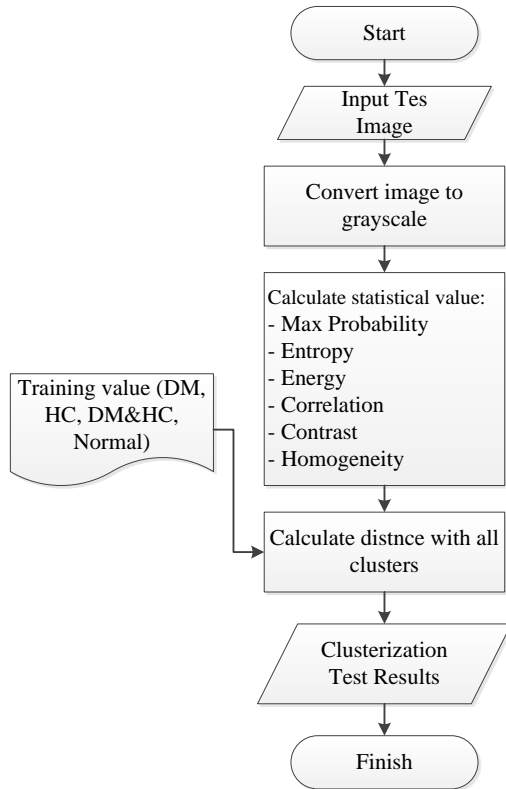 Start
Input Tes
Image
Convert image to
grayscale
Calculate statistical value:
- Max Probability
- Entropy
- Energy
- Correlation
- Contrast
- Homogeneity
Training value (DM,
HC, DM&HC,
Normal)
Calculate distnce with all
clusters
Clusterization
Test Results
Finish